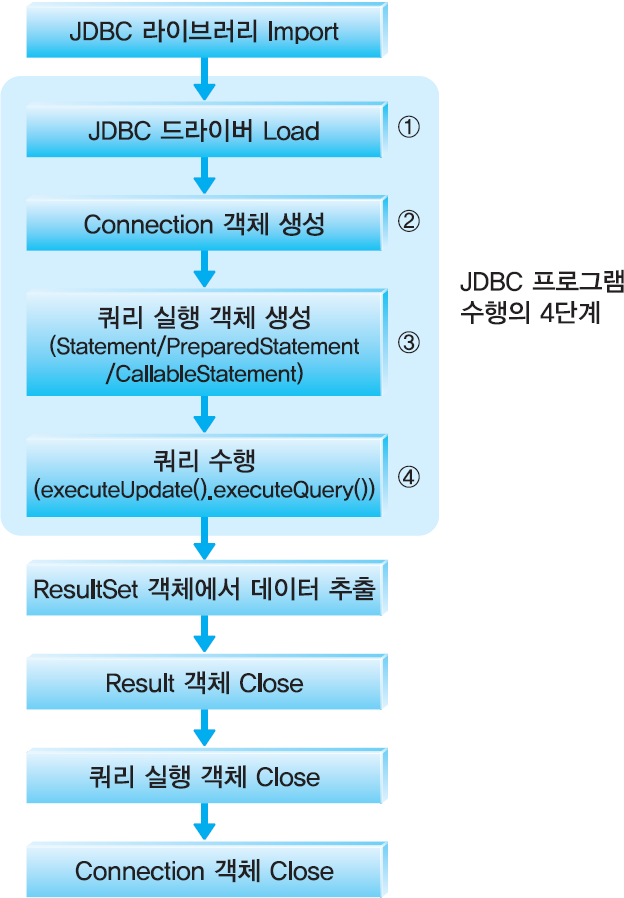 JDBC 라이브러리 Import
JDBC 드라이버 Load
①
Connection 객체 생성
②
쿼리 실행 객체 생성
(Statement/PreparedStatement
/CallableStatement)
③
쿼리 수행
(executeUpdate().executeQuery())
④
JDBC 프로그램
수행의 4단계
ResultSet 객체에서 데이터 추출
Result 객체 Close
쿼리 실행 객체 Close
Connection 객체 Close